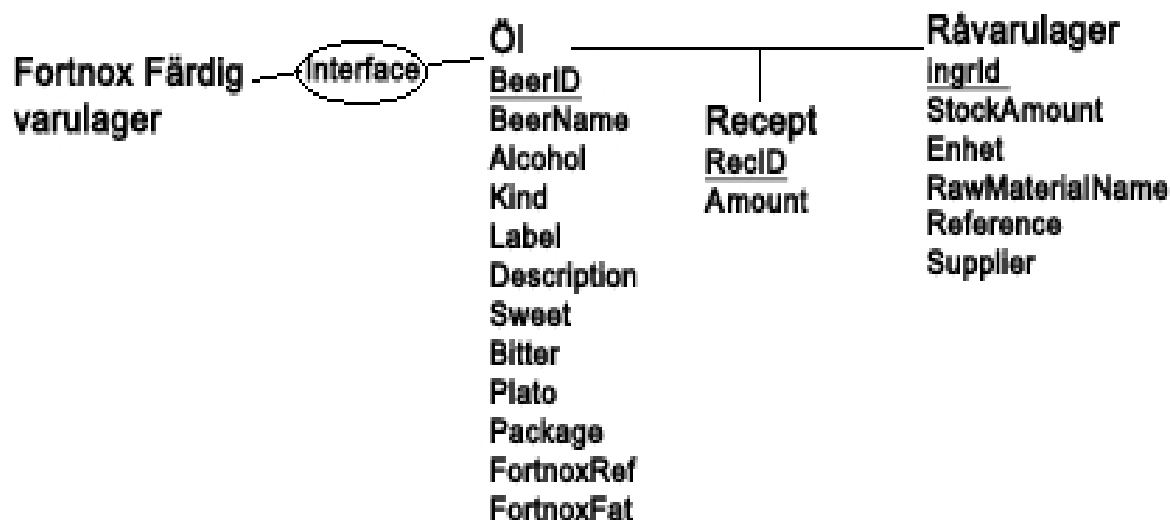 Fortnox Färdig
varulager
Interface
Öl
BeerID
BeerName
Alcohol
Kind
Label
Description
Sweet
Bitter
Plato
Package
FortnoxRef
FortnoxFat
Recept
RecID
Amount
Råvarulager
ingrId
StockAmount
Enhet
RawMaterialName
Reference
Supplier